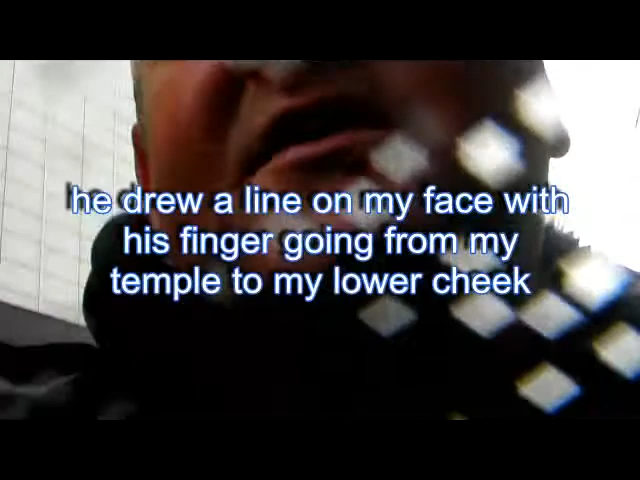 he drew a line on my face with
his finger going from my
temple to my lower cheek